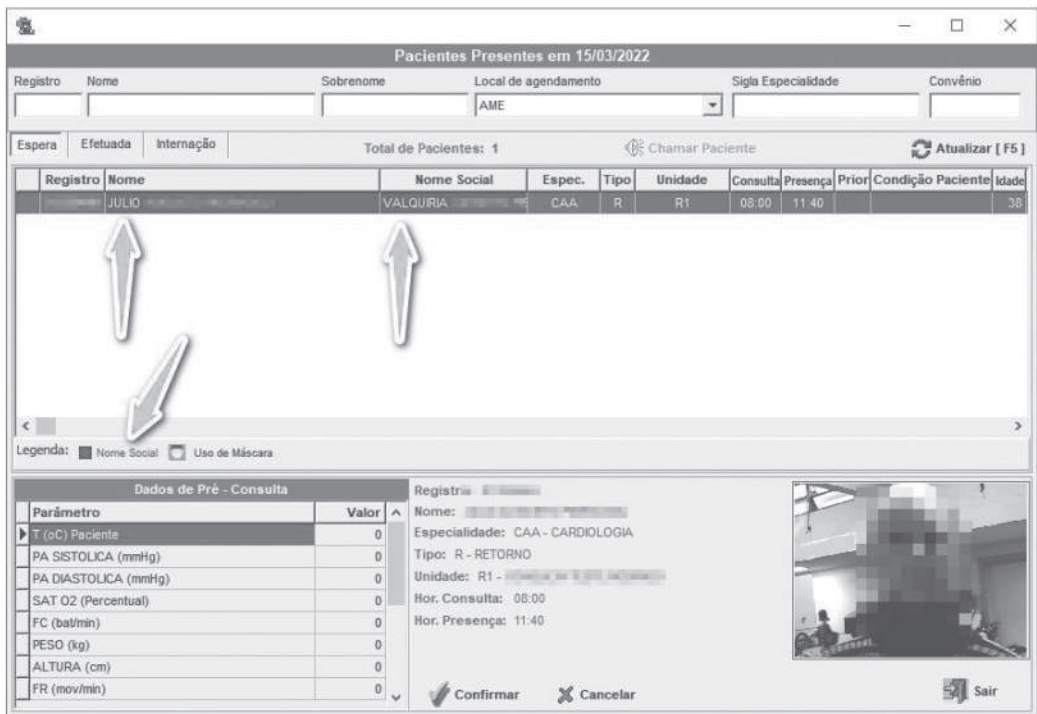 Pacientes Presentes em 15/03/2022
Registro Nome Sobrenome Local de agendamento Sigla Especialidade Convênio
AME
Espera Efetuada Internação Total de Pacientes: 1 Chamar Paciente Atualizar [ F5 ]
Registro Nome Nome Social Espec. Tipo Unidade Consulta Presença Prior Condição Paciente Idade
JULIO VALQUIRIA CAA R R1 08:00 11:40 38
Legenda: Nome Social Uso de Máscara
Dados de Pré - Consulta
Parâmetro Valor
T (oC) Paciente 0
PA SISTOLICA (mmHg) 0
PA DIASTOLICA (mmHg) 0
SAT O2 (Percentual) 0
FC (bat/min) 0
PESO (kg) 0
ALTURA (cm) 0
FR (mov/min) 0
Registr
Nome:
Especialidade: CAA - CARDIOLOGIA
Tipo: R - RETORNO
Unidade: R1 -
Hor. Consulta: 08:00
Hor. Presença: 11:40
Confirmar Cancelar Sair